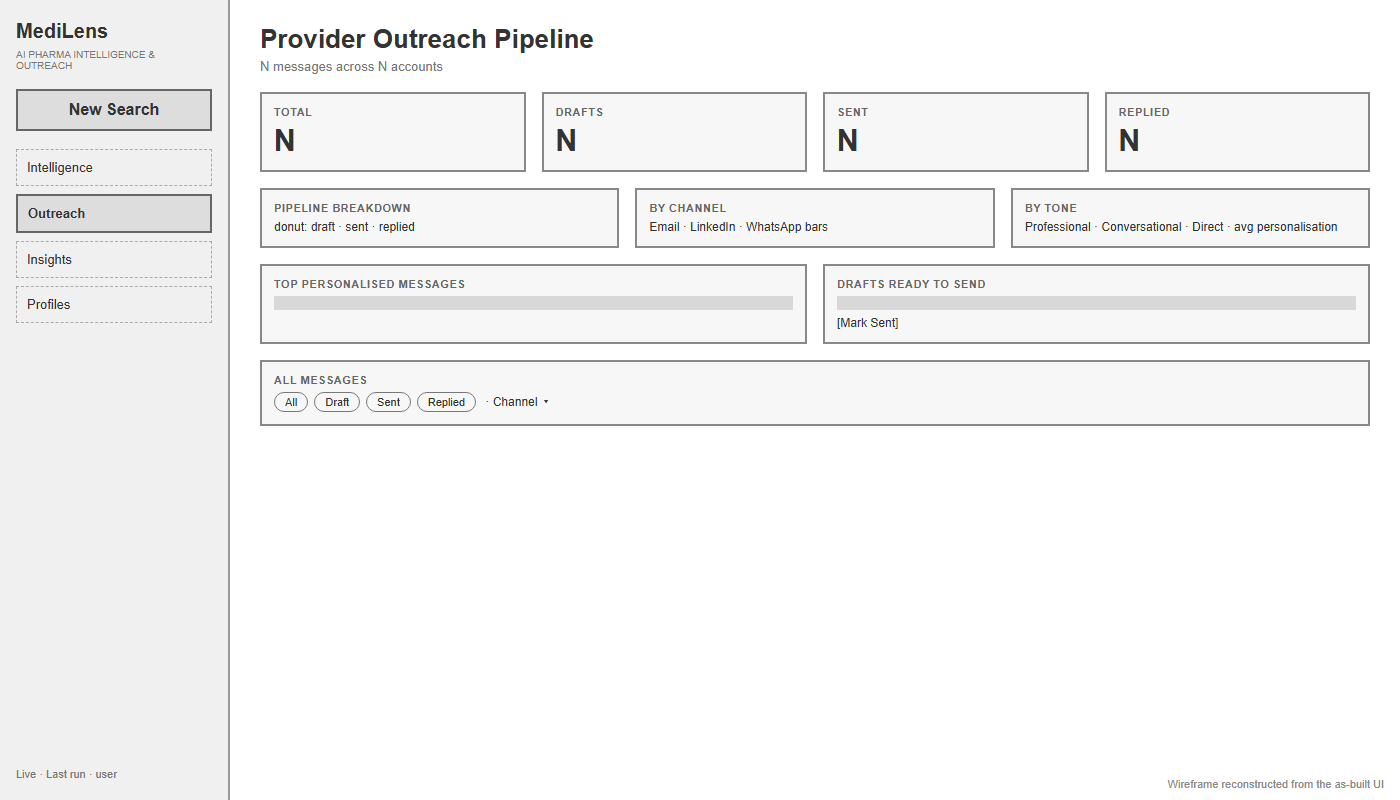 MediLens
AI PHARMA INTELLIGENCE &
OUTREACH
New Search
Intelligence
Outreach
Insights
Profiles
Live · Last run · user
Provider Outreach Pipeline
N messages across N accounts
TOTAL
N
DRAFTS
N
SENT
N
REPLIED
N
PIPELINE BREAKDOWN
donut: draft · sent · replied
BY CHANNEL
Email · LinkedIn · WhatsApp bars
BY TONE
Professional · Conversational · Direct · avg personalisation
TOP PERSONALISED MESSAGES
DRAFTS READY TO SEND
[Mark Sent]
ALL MESSAGES
All Draft Sent Replied · Channel ▾
Wireframe reconstructed from the as-built UI